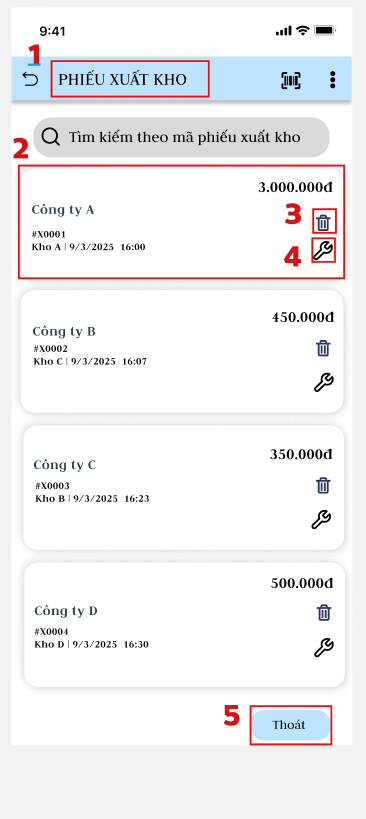 9:41
1
PHIẾU XUẤT KHO
2
Tìm kiếm theo mã phiếu xuất kho
3.000.000đ
Công ty A
3
#X0001
Kho A | 9/3/2025 16:00
4
450.000đ
Công ty B
#X0002
Kho C | 9/3/2025 16:07
350.000đ
Công ty C
#X0003
Kho B | 9/3/2025 16:23
500.000đ
Công ty D
#X0004
Kho D | 9/3/2025 16:30
5
Thoát